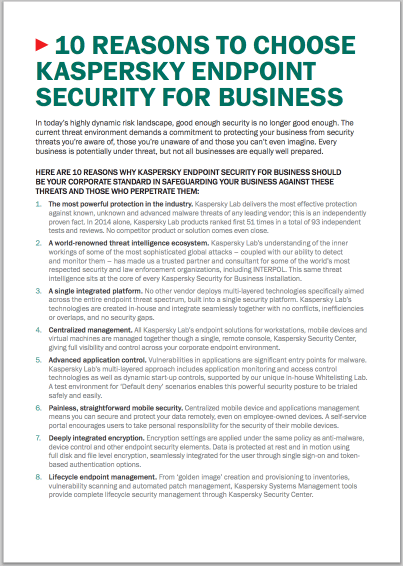 10 REASONS TO CHOOSE
KASPERSKY ENDPOINT
SECURITY FOR BUSINESS
In today's highly dynamic risk landscape, good enough security is no longer good enough. The
current threat environment demands a commitment to protecting your business from security
threats you're aware of, those you're unaware of and those you can't even imagine. Every
business is potentially under threat, but not all businesses are equally well prepared.
HERE ARE 10 REASONS WHY KASPERSKY ENDPOINT SECURITY FOR BUSINESS SHOULD
BE YOUR CORPORATE STANDARD IN SAFEGUARDING YOUR BUSINESS AGAINST THESE
THREATS AND THOSE WHO PERPETRATE THEM:
1. The most powerful protection in the industry. Kaspersky Lab delivers the most effective protection
against known, unknown and advanced malware threats of any leading vendor; this is an independently
proven fact. In 2014 alone, Kaspersky Lab products ranked first 51 times in a total of 93 independent
tests and reviews. No competitor product or solution comes even close.
2. A world-renowned threat intelligence ecosystem. Kaspersky Lab's understanding of the inner
workings of some of the most sophisticated global attacks – coupled with our ability to detect
and monitor them – has made us a trusted partner and consultant for some of the world's most
respected security and law enforcement organizations, including INTERPOL. This same threat
intelligence sits at the core of every Kaspersky Security for Business installation.
3. A single integrated platform. No other vendor deploys multi-layered technologies specifically aimed
across the entire endpoint threat spectrum, built into a single security platform. Kaspersky Lab's
technologies are created in-house and integrate seamlessly together with no conflicts, inefficiencies
or overlaps, and no security gaps.
4. Centralized management. All Kaspersky Lab's endpoint solutions for workstations, mobile devices and
virtual machines are managed together though a single, remote console, Kaspersky Security Center,
giving full visibility and control across your corporate endpoint environment.
5. Advanced application control. Vulnerabilities in applications are significant entry points for malware.
Kaspersky Lab's multi-layered approach includes application monitoring and access control
technologies as well as dynamic start-up controls, supported by our unique in-house Whitelisting Lab.
A test environment for 'Default deny' scenarios enables this powerful security posture to be trialed
safely and easily.
6. Painless, straightforward mobile security. Centralized mobile device and applications management
means you can secure and protect your data remotely, even on employee-owned devices. A self-service
portal encourages users to take personal responsibility for the security of their mobile devices.
7. Deeply integrated encryption. Encryption settings are applied under the same policy as anti-malware,
device control and other endpoint security elements. Data is protected at rest and in motion using
full disk and file level encryption, seamlessly integrated for the user through single sign-on and token-
based authentication options.
8. Lifecycle endpoint management. From 'golden image' creation and provisioning to inventories,
vulnerability scanning and automated patch management, Kaspersky Systems Management tools
provide complete lifecycle security management through Kaspersky Security Center.